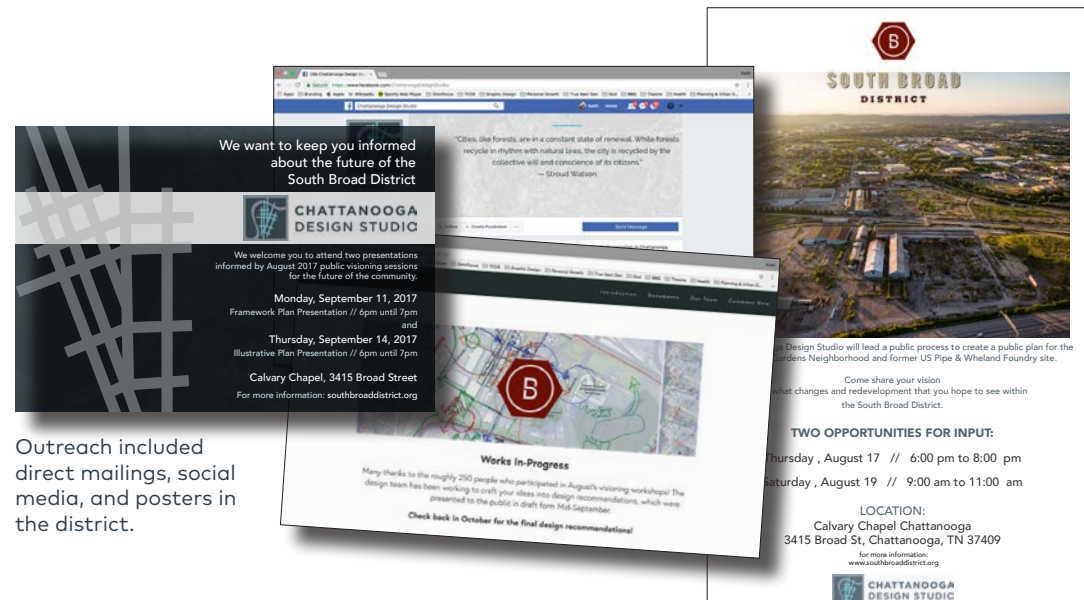 We want to keep you informed
about the future of the
South Broad District
CHATTANOOGA
DESIGN STUDIO
We welcome you to attend two presentations
informed by August 2017 public visioning sessions
for the future of the community.
Monday, September 11, 2017
Framework Plan Presentation // 6pm until 7pm
and
Thursday, September 14, 2017
Illustrative Plan Presentation // 6pm until 7pm
Calvary Chapel, 3415 Broad Street
For more information: southbroaddistrict.org
Outreach included
direct mailings, social
media, and posters in
the district.
Chattanooga Design Studio
"Cities, like forests, are in a constant state of renewal. While forests
recycle in rhythm with natural laws, the city is recycled by the
collective will and conscience of its citizens."
— Stroud Watson
Send Message
Introduction Documents Our Team Comment Now
B
Works In-Progress
Many thanks to the roughly 250 people who participated in August's visioning workshops! The
design team has been working to craft your ideas into design recommendations, which were
presented to the public in draft form Mid-September.
Check back in October for the final design recommendations!
B
SOUTH BROAD
DISTRICT
Design Studio will lead a public process to create a public plan for the
Gardens Neighborhood and former US Pipe & Wheland Foundry site.
Come share your vision
what changes and redevelopment that you hope to see within
the South Broad District.
TWO OPPORTUNITIES FOR INPUT:
Thursday , August 17 // 6:00 pm to 8:00 pm
Saturday , August 19 // 9:00 am to 11:00 am
LOCATION:
Calvary Chapel Chattanooga
3415 Broad St, Chattanooga, TN 37409
for more information:
www.southbroaddistrict.org
CHATTANOOGA
DESIGN STUDIO